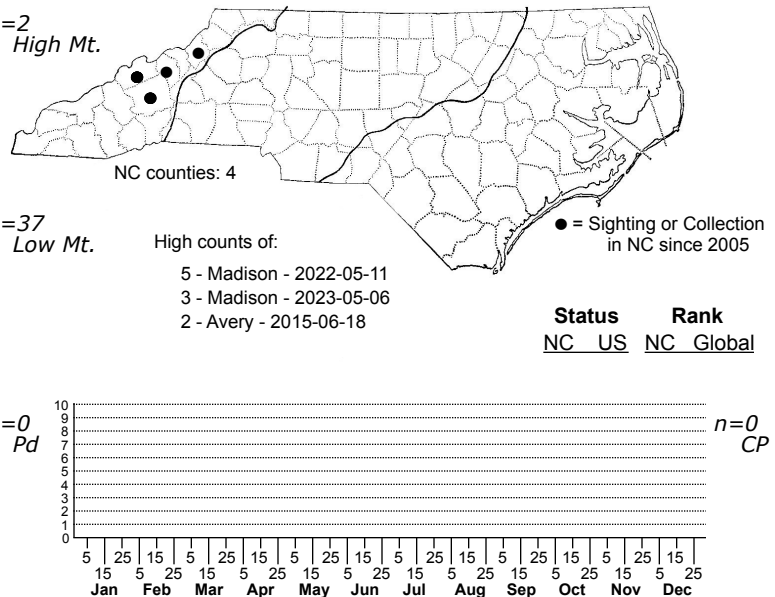 =2
High Mt.
NC counties: 4
=37
Low Mt.
High counts of:
5 - Madison - 2022-05-11
3 - Madison - 2023-05-06
2 - Avery - 2015-06-18
● = Sighting or Collection
in NC since 2005
Status Rank
NC US NC Global
=0
Pd
n=0
CP
10
9
8
7
6
5
4
3
2
1
0
5 25 15 5 25 15 5 25 15 5 25 15 5 25 15 5 25 15
15 5 25 15 5 25 15 5 25 15 5 25 15 5 25 15 5 25
Jan Feb Mar Apr May Jun Jul Aug Sep Oct Nov Dec